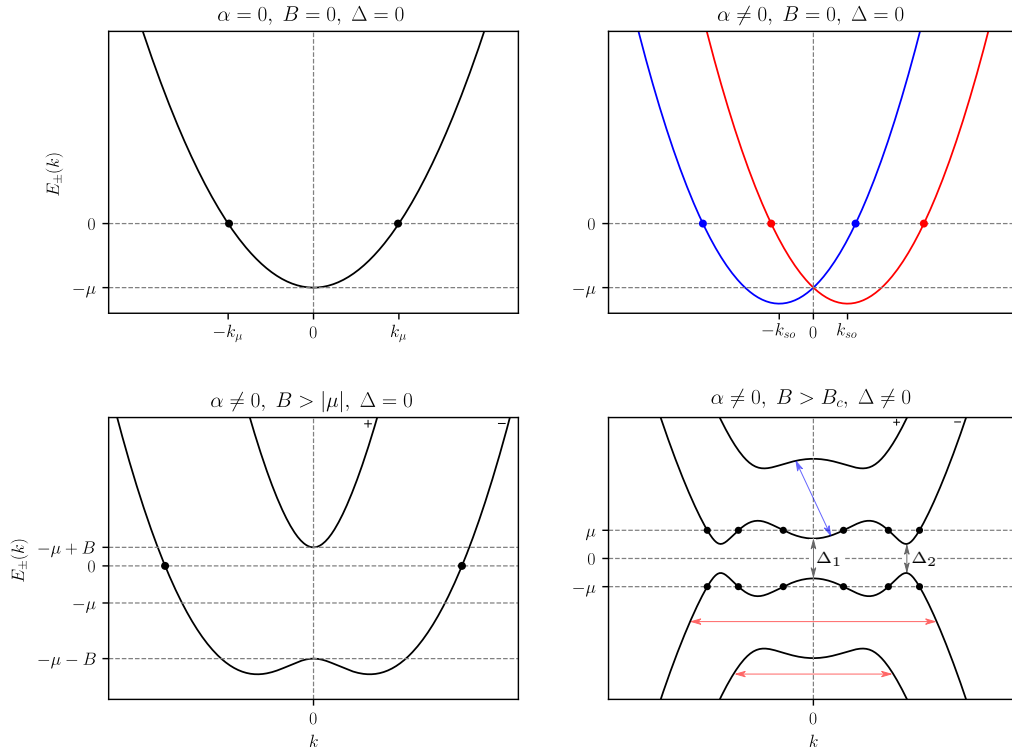 α = 0, B = 0, Δ = 0
E±(k)
0
−μ
−kμ
0
kμ
α ≠ 0, B = 0, Δ = 0
0
−μ
−kso
0
kso
α ≠ 0, B > |μ|, Δ = 0
+
−
E±(k)
−μ + B
0
−μ
−μ − B
0
k
α ≠ 0, B > Bc, Δ ≠ 0
+
−
μ
0
−μ
Δ1
Δ2
0
k